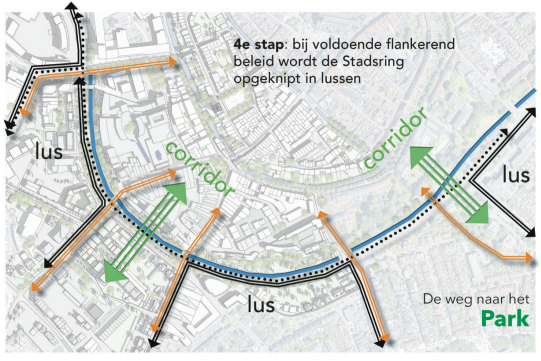 4e stap: bij voldoende flankerend
beleid wordt de Stadsring
opgeknipt in lussen
corridor
corridor
lus
lus
lus
De weg naar het
Park